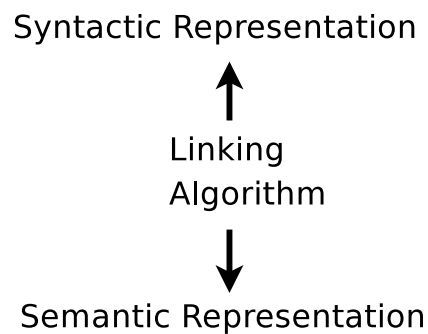 Syntactic Representation
Linking
Algorithm
Semantic Representation